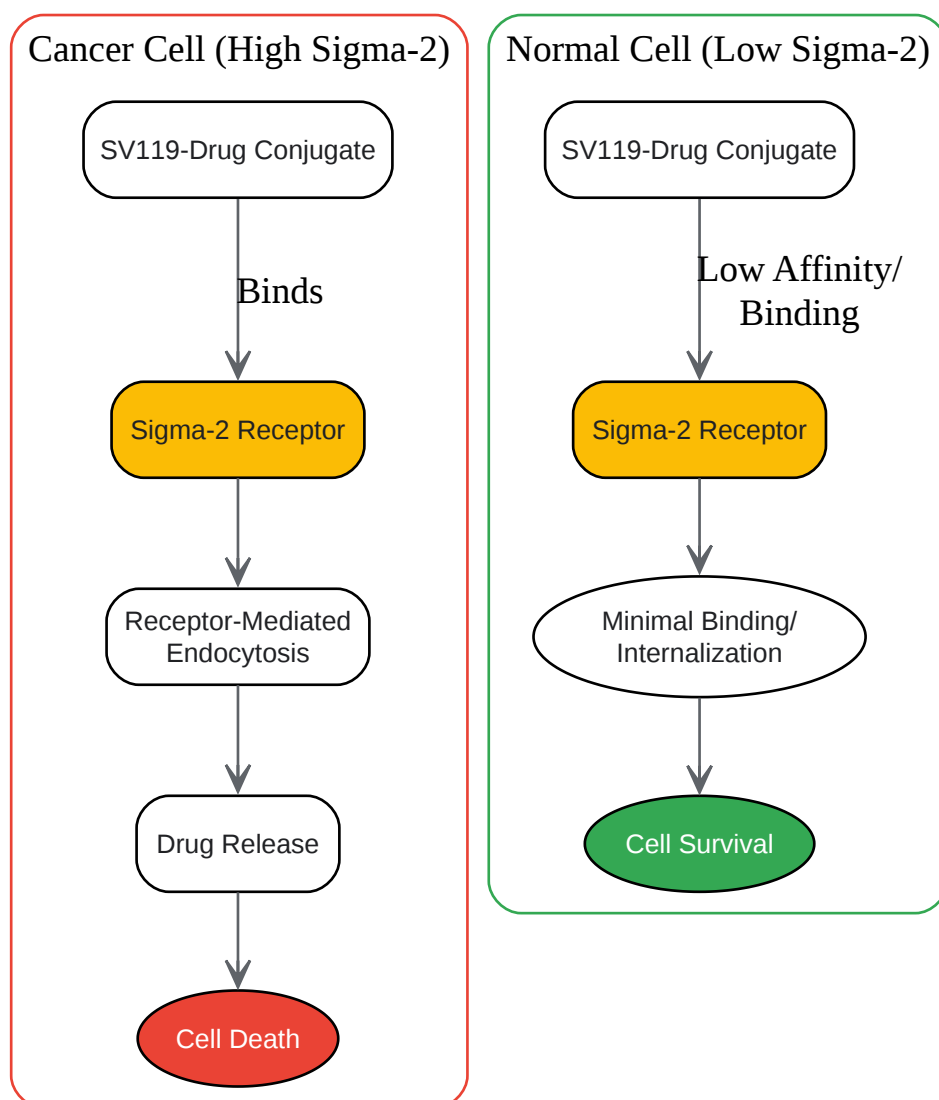 Cancer Cell (High Sigma-2)
SV119-Drug Conjugate
Binds
Sigma-2 Receptor
Receptor-Mediated
Endocytosis
Drug Release
Cell Death
Normal Cell (Low Sigma-2)
SV119-Drug Conjugate
Low Affinity/
Binding
Sigma-2 Receptor
Minimal Binding/
Internalization
Cell Survival